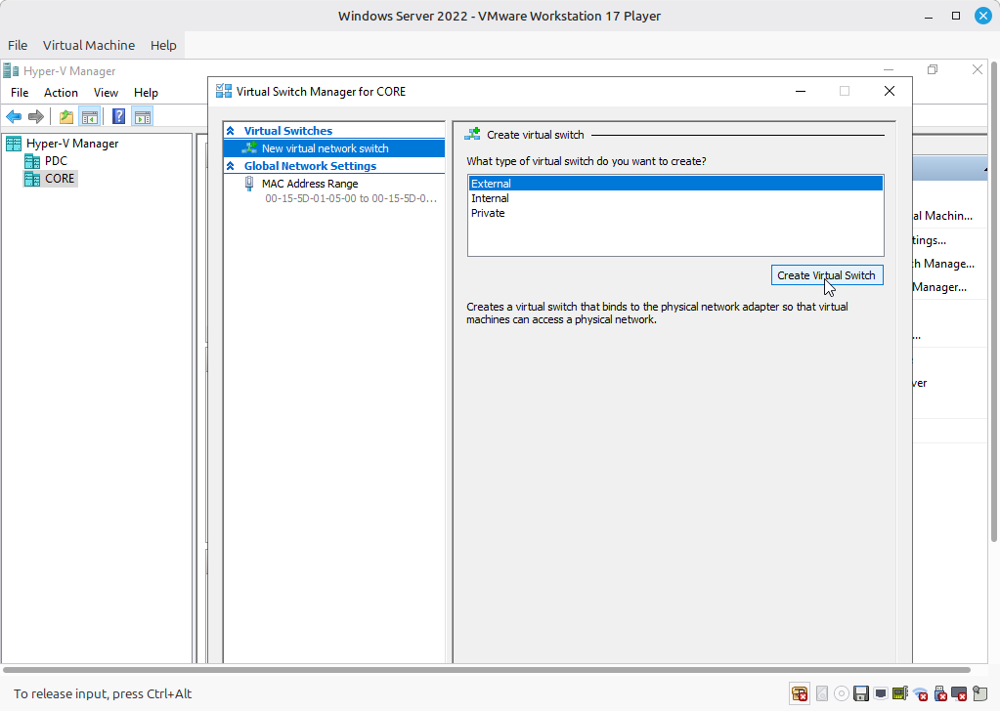 Windows Server 2022 - VMware Workstation 17 Player
File Virtual Machine Help
Hyper-V Manager
File Action View Help
Hyper-V Manager
PDC
CORE
Virtual Switch Manager for CORE
Virtual Switches
New virtual network switch
Global Network Settings
MAC Address Range
00-15-5D-01-05-00 to 00-15-5D-0...
Create virtual switch
What type of virtual switch do you want to create?
External
Internal
Private
Create Virtual Switch
Creates a virtual switch that binds to the physical network adapter so that virtual
machines can access a physical network.
al Machin...
tings...
ch Manage...
Manager...
...
ver
To release input, press Ctrl+Alt